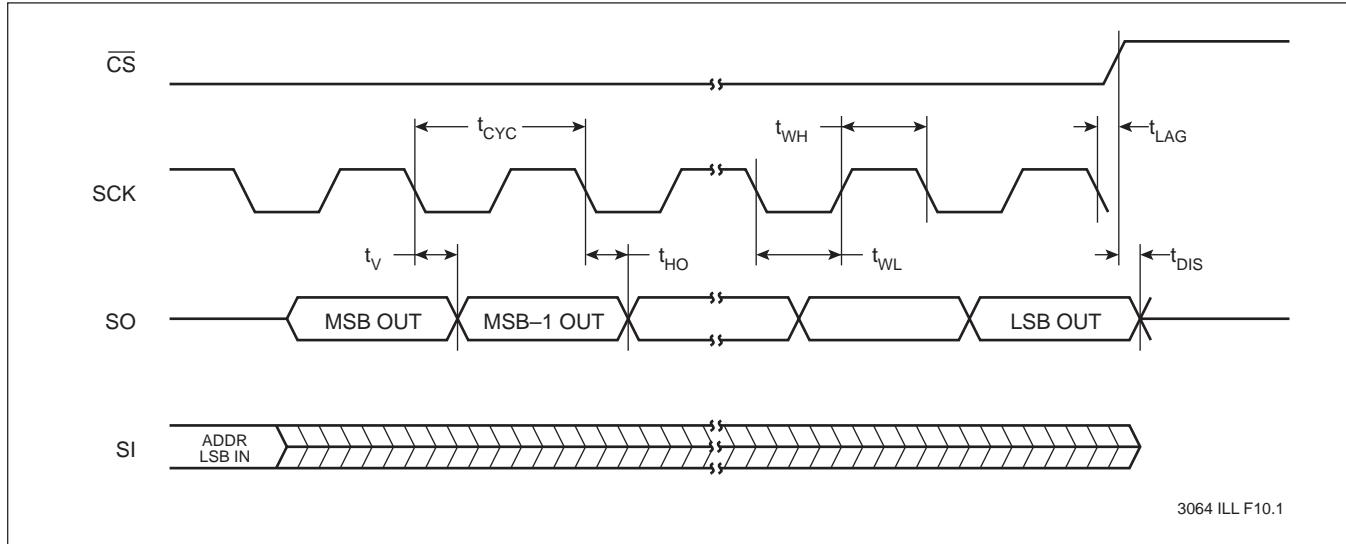 CS
tCYC
tWH
tLAG
SCK
tV
tHO
tWL
tDIS
SO
MSB OUT
MSB–1 OUT
LSB OUT
SI
ADDR
LSB IN
3064 ILL F10.1